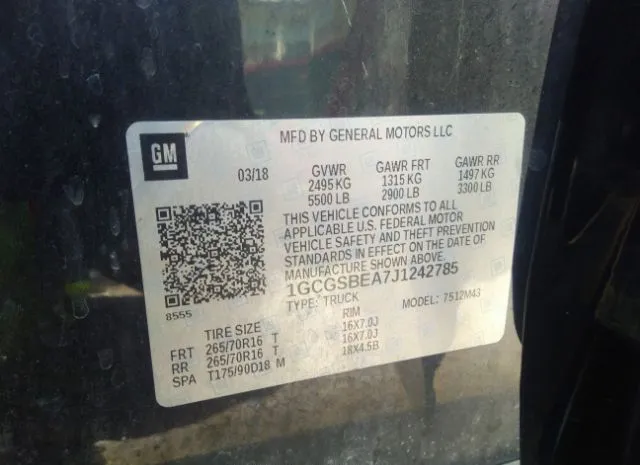 GM
MFD BY GENERAL MOTORS LLC
03/18
GVWR GAWR FRT GAWR RR
2495 KG 1315 KG 1497 KG
5500 LB 2900 LB 3300 LB
THIS VEHICLE CONFORMS TO ALL
APPLICABLE U.S. FEDERAL MOTOR
VEHICLE SAFETY AND THEFT PREVENTION
STANDARDS IN EFFECT ON THE DATE OF
MANUFACTURE SHOWN ABOVE.
1GCGSBEA7J1242785
TYPE: TRUCK MODEL: 7512M43
8555
TIRE SIZE RIM
FRT 265/70R16 T 16X7.0J
RR 265/70R16 T 16X7.0J
SPA T175/90D18 M 18X4.5B